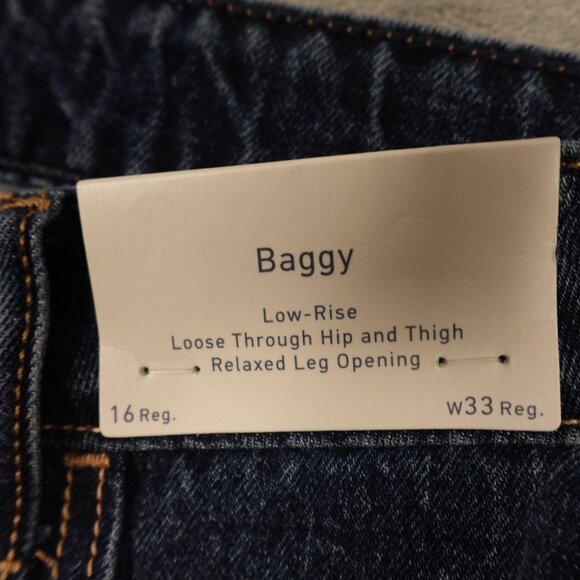 Baggy
Low-Rise
Loose Through Hip and Thigh
Relaxed Leg Opening
16 Reg.
W33 Reg.